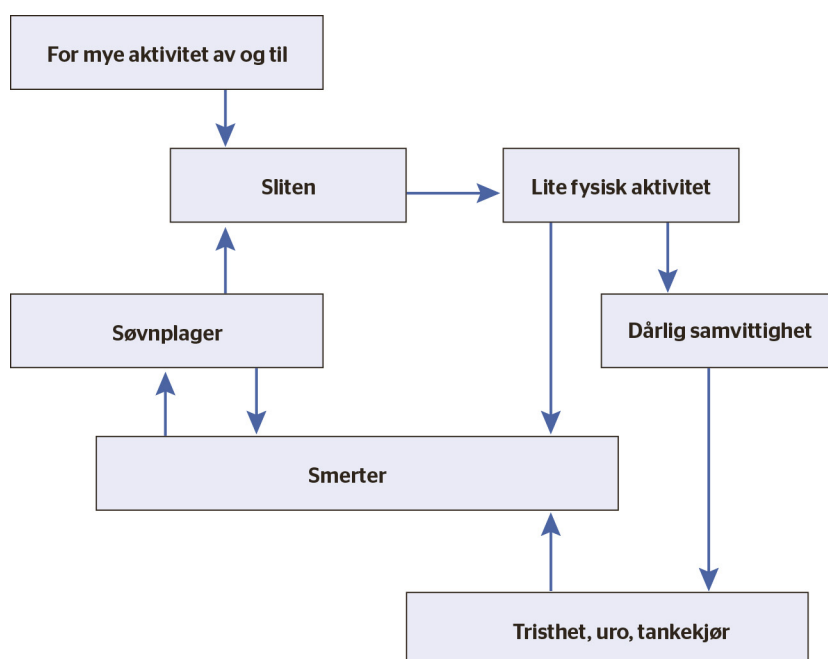 For mye aktivitet av og til
Sliten
Lite fysisk aktivitet
Søvnplager
Dårlig samvittighet
Smerter
Tristhet, uro, tankekjør